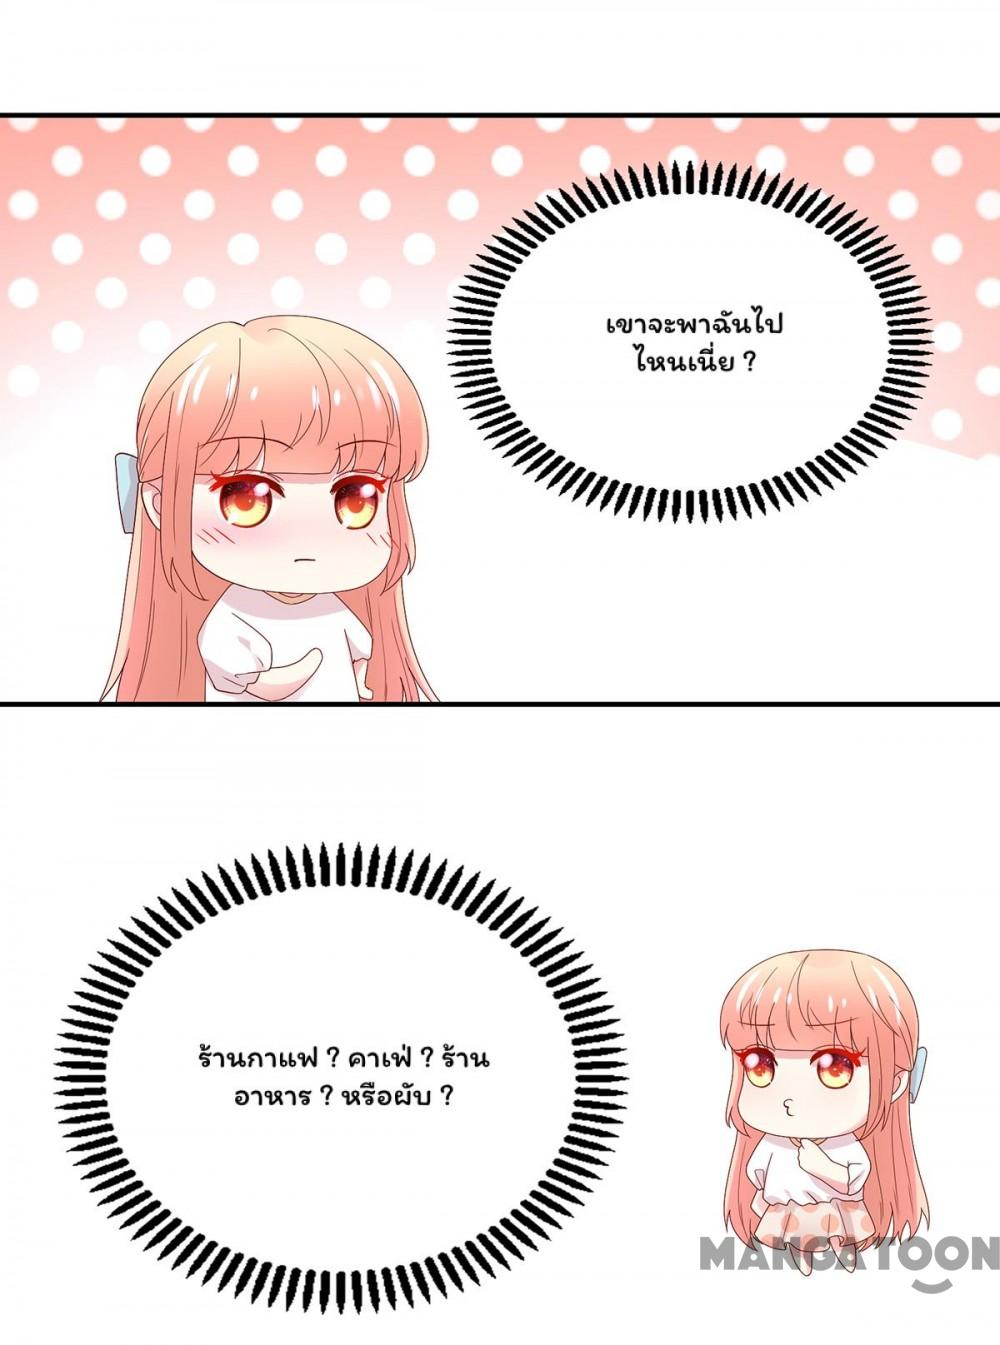 เขาจะพาฉันไป
ไหนเนี่ย ?
ร้านกาแฟ ? คาเฟ่ ? ร้าน
อาหาร ? หรือผับ ?
MANGATOON